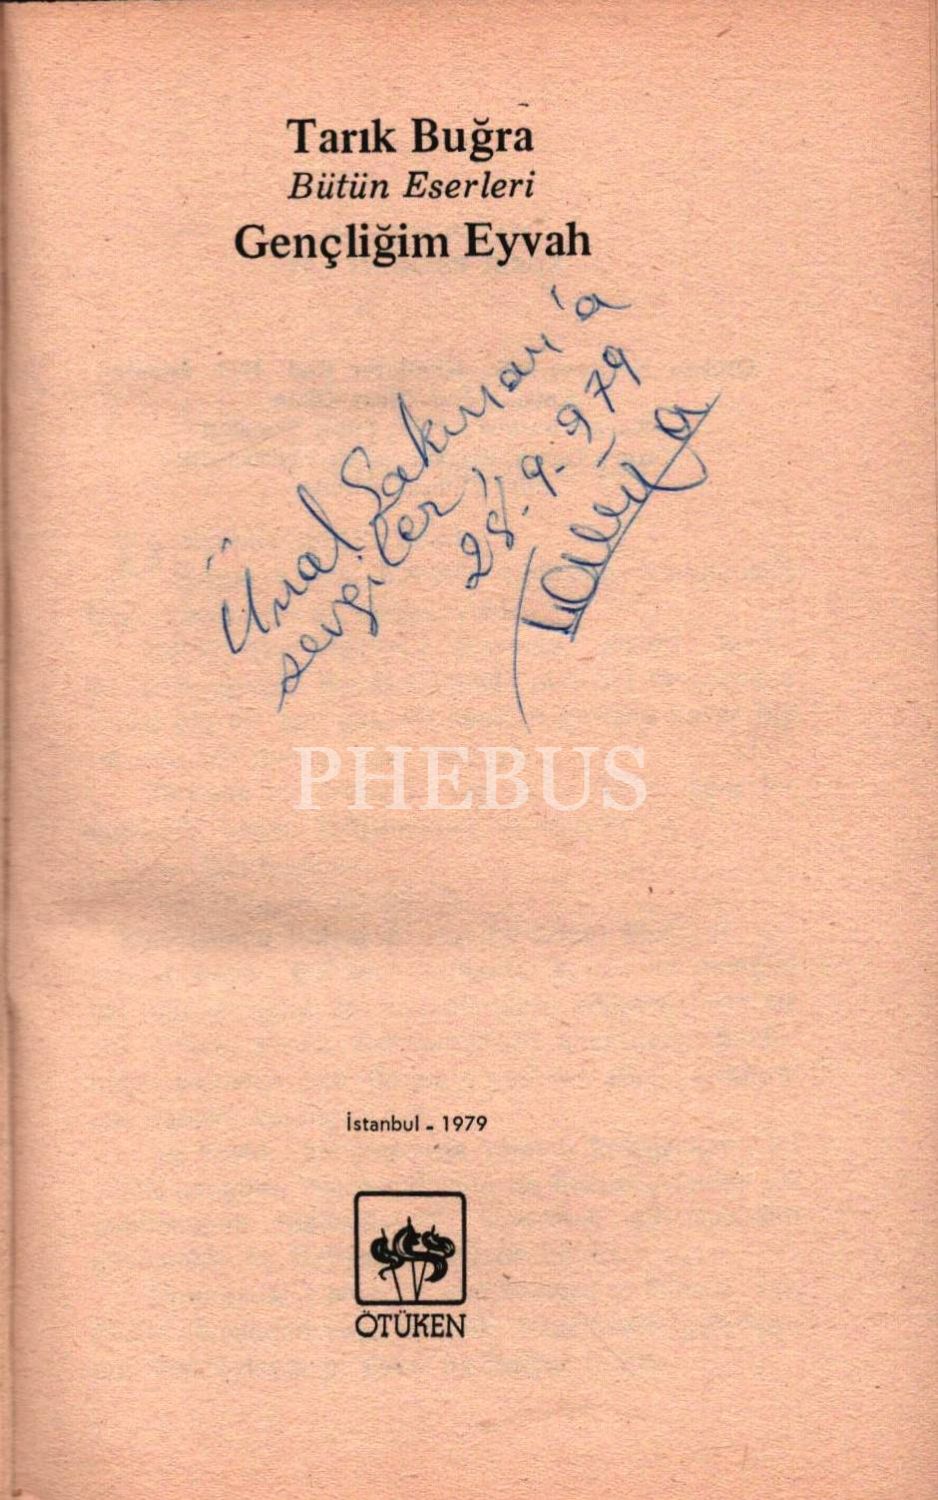 Tarık Buğra
Bütün Eserleri
Gençliğim Eyvah
Ünal Sakman'a
sevgiler,
28.9.979
PHEBUS
İstanbul - 1979
ÖTÜKEN